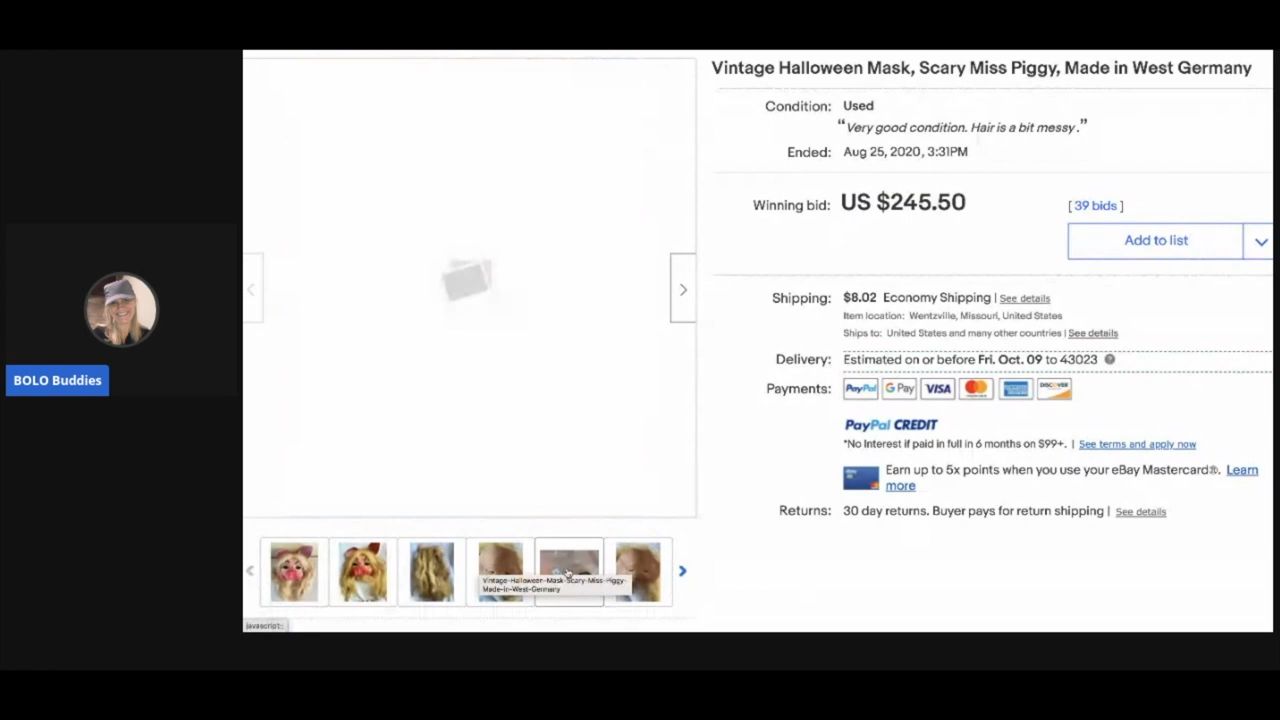 Vintage Halloween Mask, Scary Miss Piggy, Made in West Germany
Condition: Used
“Very good condition. Hair is a bit messy.”
Ended: Aug 25, 2020, 3:31PM
Winning bid: US $245.50 [ 39 bids ]
Add to list
Shipping: $8.02 Economy Shipping | See details
Item location: Wentzville, Missouri, United States
Ships to: United States and many other countries | See details
Delivery: Estimated on or before Fri. Oct. 09 to 43023
Payments: PayPal G Pay VISA DISCOVER
PayPal CREDIT
*No Interest if paid in full in 6 months on $99+. | See terms and apply now
Earn up to 5x points when you use your eBay Mastercard®. Learn
more
Returns: 30 day returns. Buyer pays for return shipping | See details
BOLO Buddies
Vintage-Halloween-Mask-Scary-Miss-Piggy-
Made-in-West-Germany
javascript:;